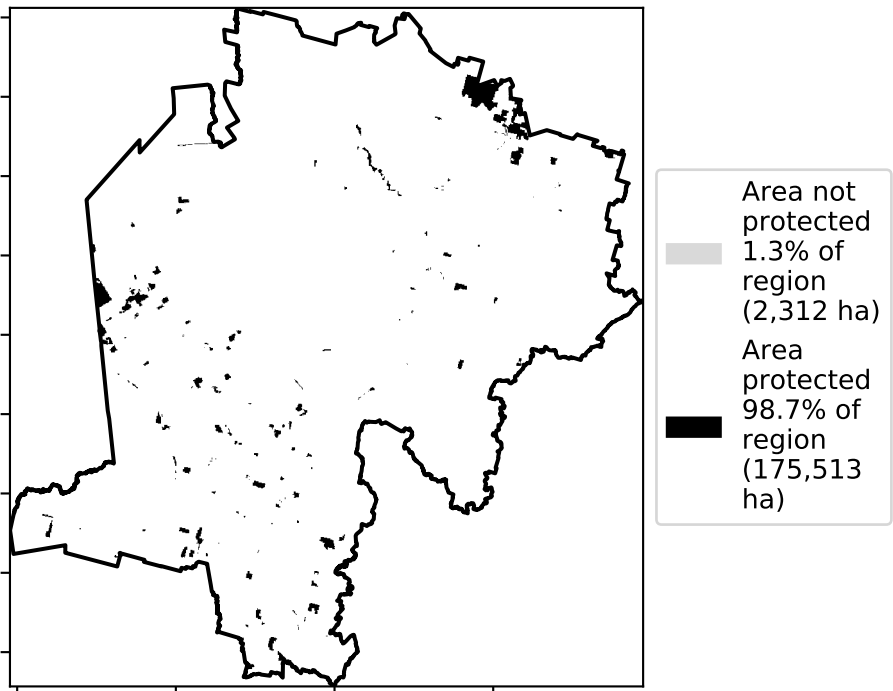 Area not
protected
1.3% of
region
(2,312 ha)
Area
protected
98.7% of
region
(175,513
ha)